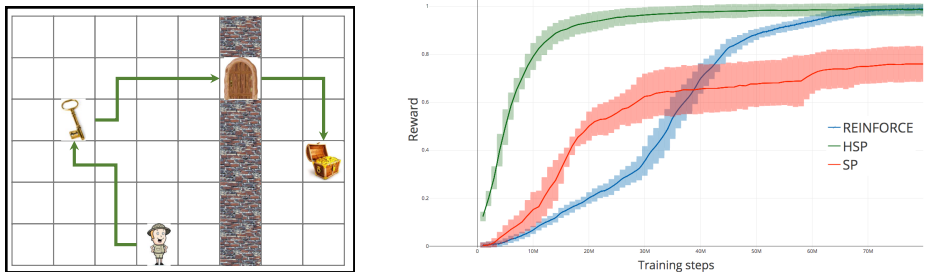 1
0.8
0.6
0.4
0.2
0
Reward
REINFORCE
HSP
SP
0
10M
20M
30M
40M
50M
60M
70M
Training steps